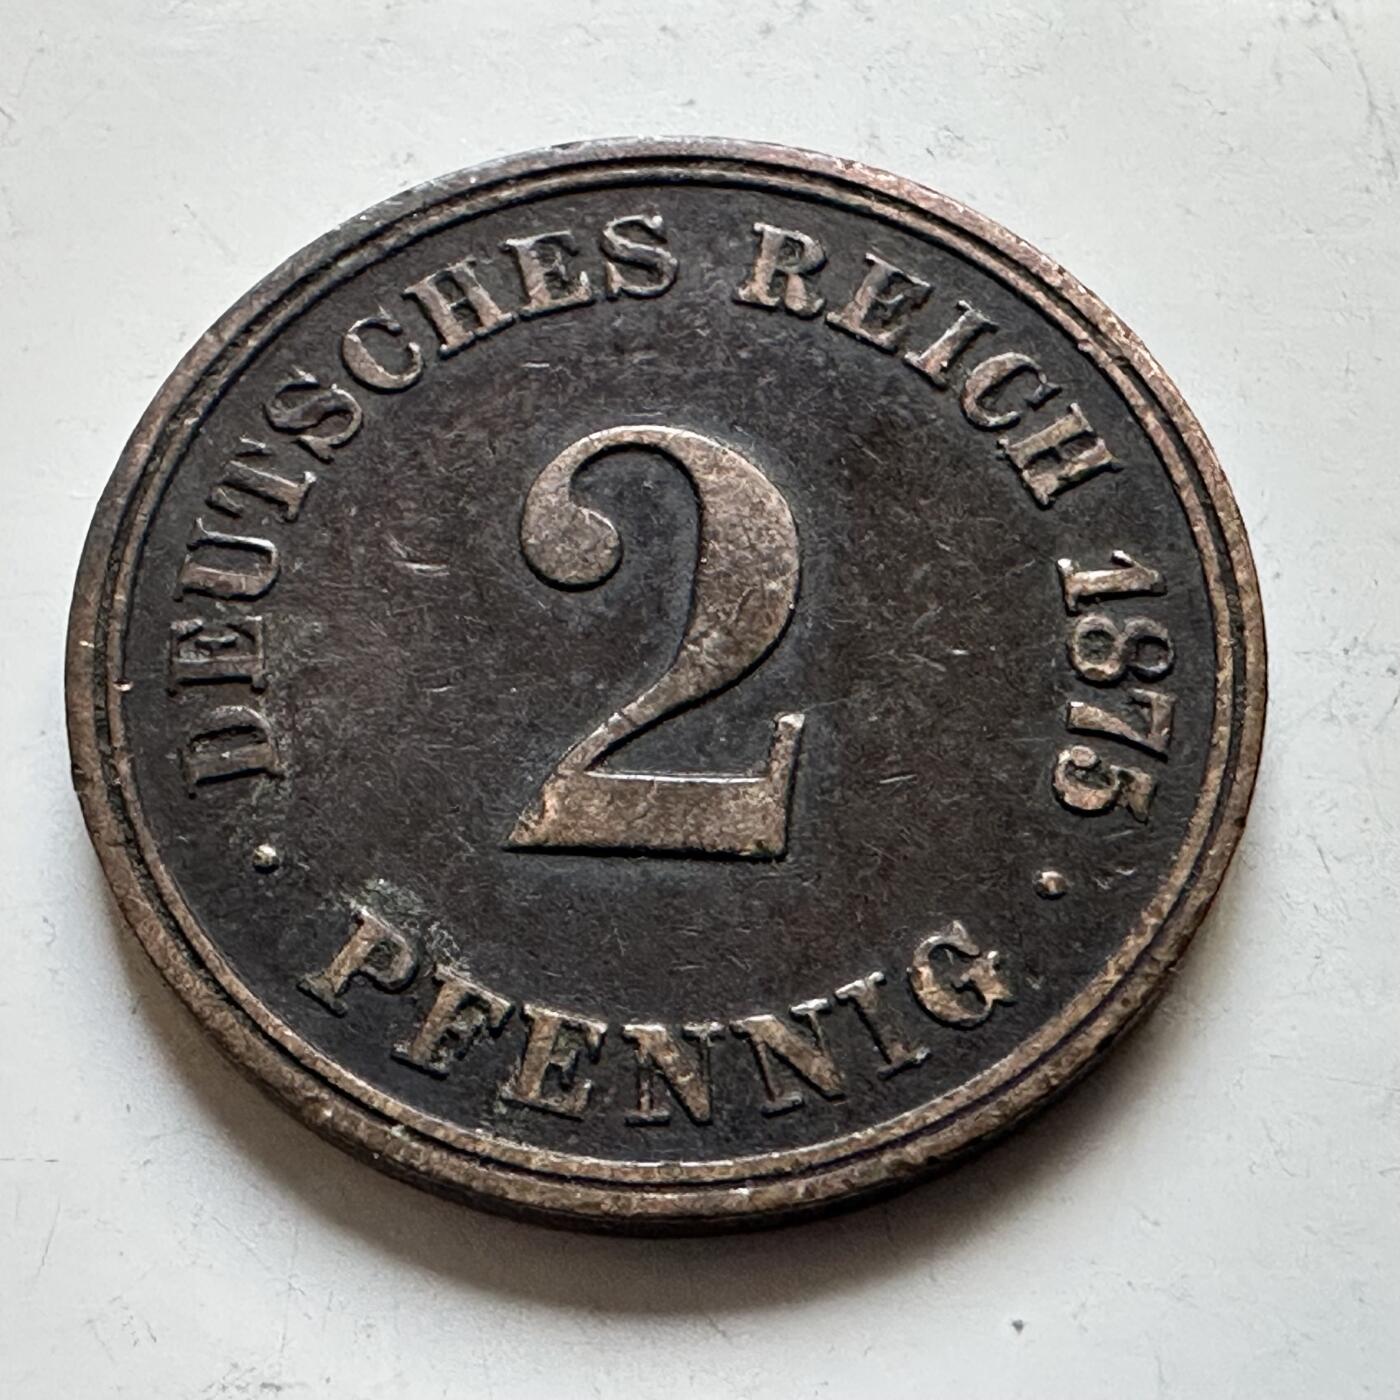 DEUTSCHES REICH 1875
2
PFENNIG